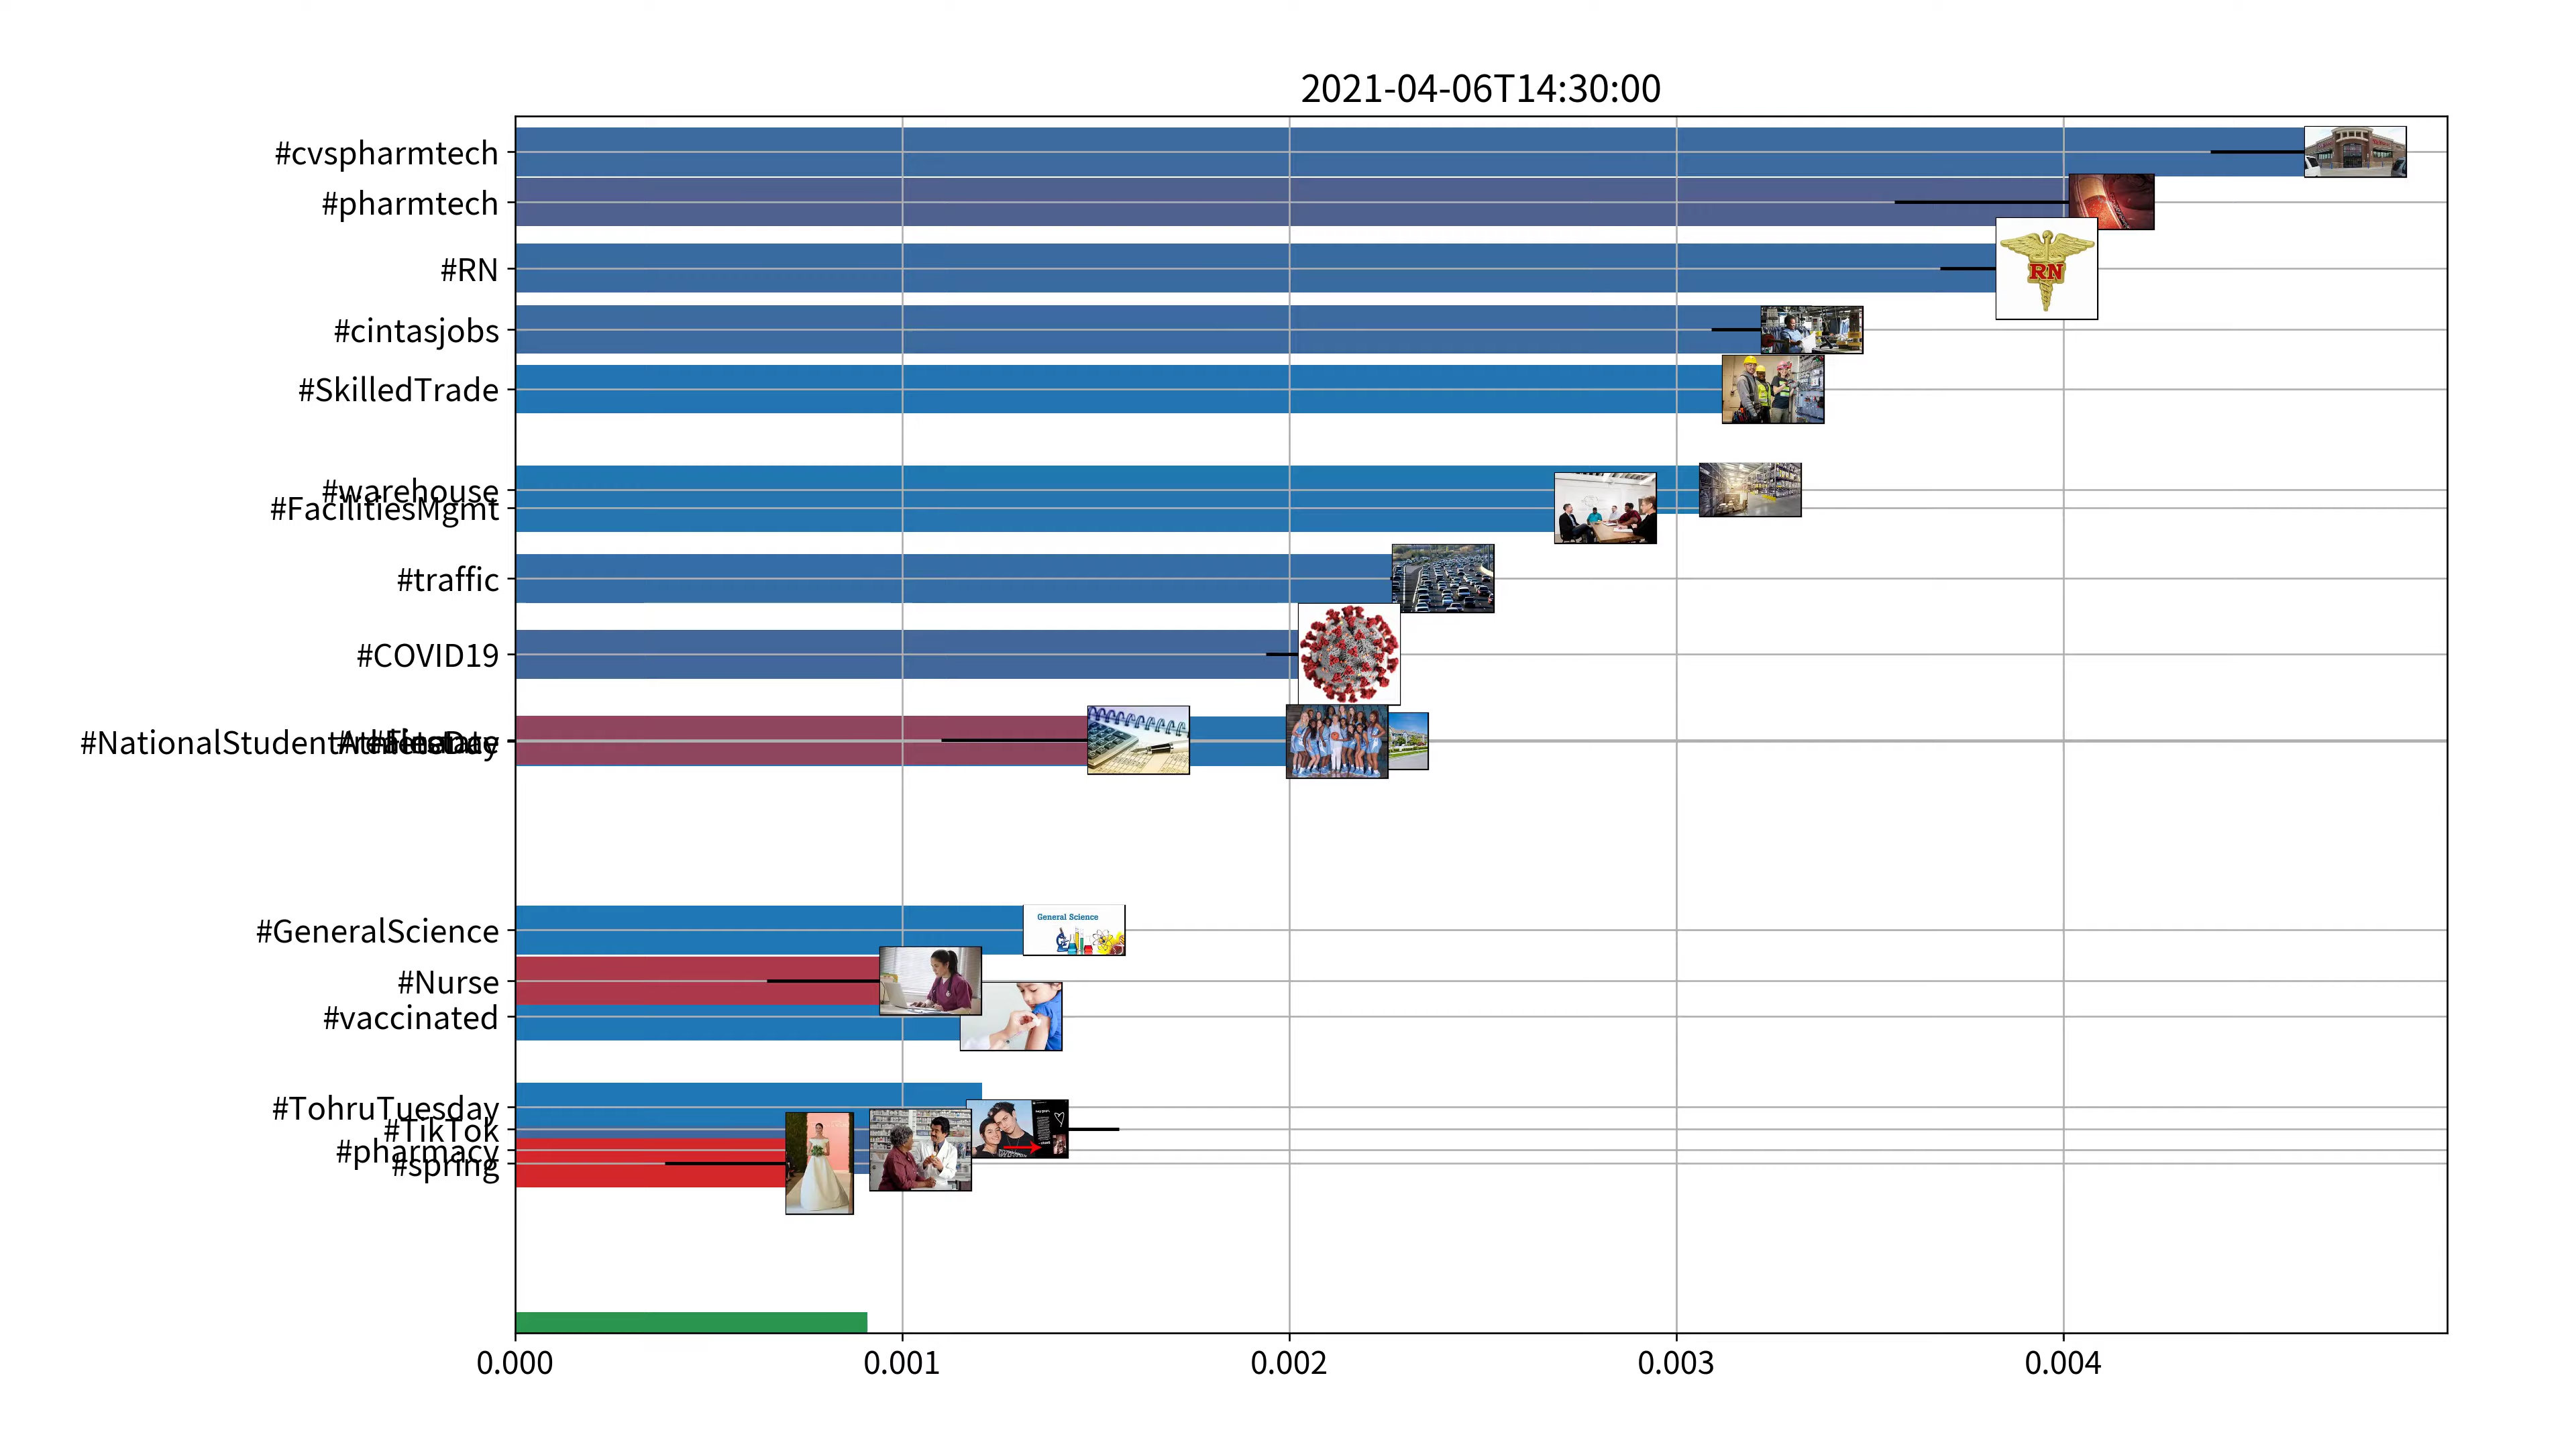 2021-04-06T14:30:00
#cvspharmtech
#pharmtech
#RN
RN
#cintasjobs
#SkilledTrade
#warehouse
#FacilitiesMgmt
#traffic
#COVID19
#NationalStudentAthleteDay
#GeneralScience
General Science
#Nurse
#vaccinated
#TohruTuesday
#TikTok
#pharmacy
#spring
0.000 0.001 0.002 0.003 0.004